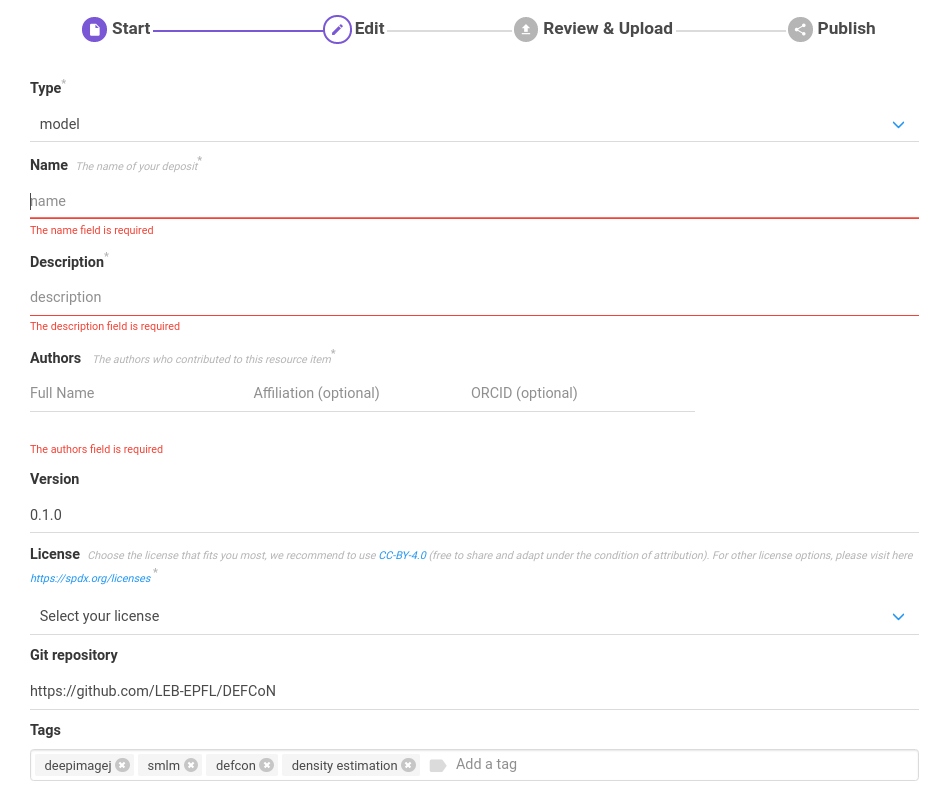 Start Edit Review & Upload Publish
Type*
model
Name The name of your deposit*
name
The name field is required
Description*
description
The description field is required
Authors The authors who contributed to this resource item*
Full Name Affiliation (optional) ORCID (optional)
The authors field is required
Version
0.1.0
License Choose the license that fits you most, we recommend to use CC-BY-4.0 (free to share and adapt under the condition of attribution). For other license options, please visit here
https://spdx.org/licenses *
Select your license
Git repository
https://github.com/LEB-EPFL/DEFCoN
Tags
deepimagej smlm defcon density estimation Add a tag